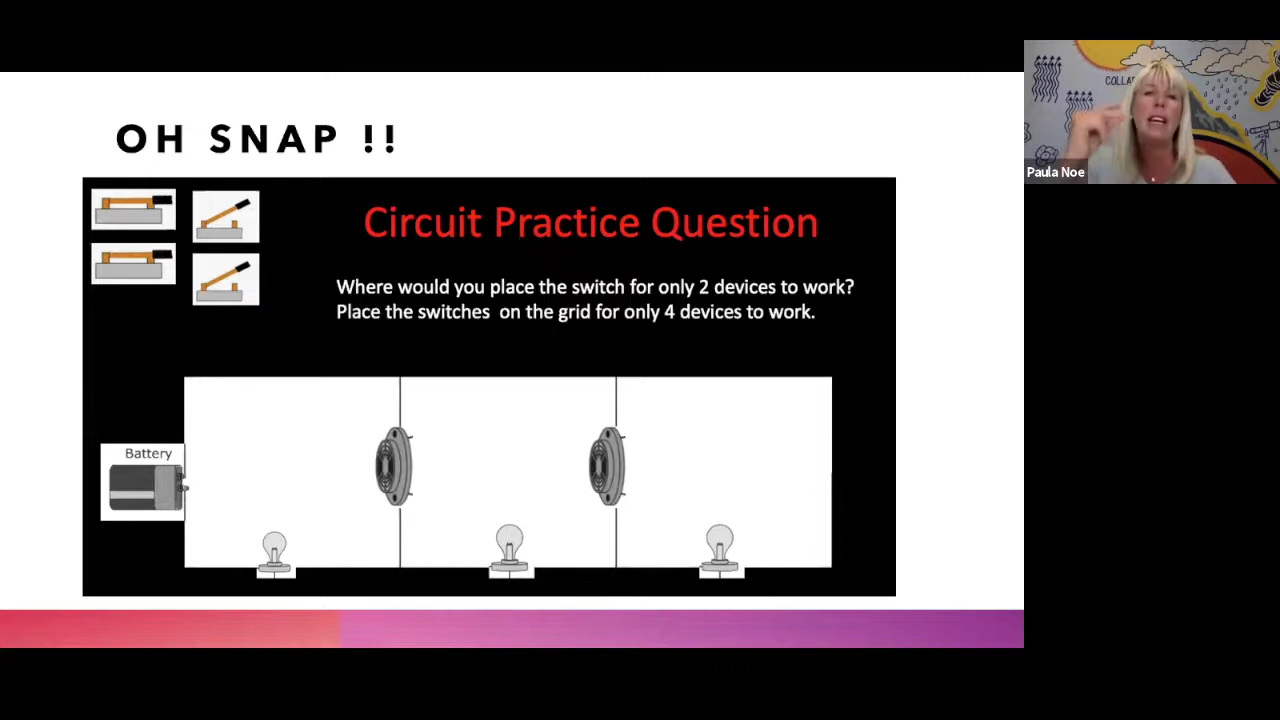 OH SNAP !!
Circuit Practice Question
Where would you place the switch for only 2 devices to work?
Place the switches on the grid for only 4 devices to work.
Battery
COLLA
Paula Noe